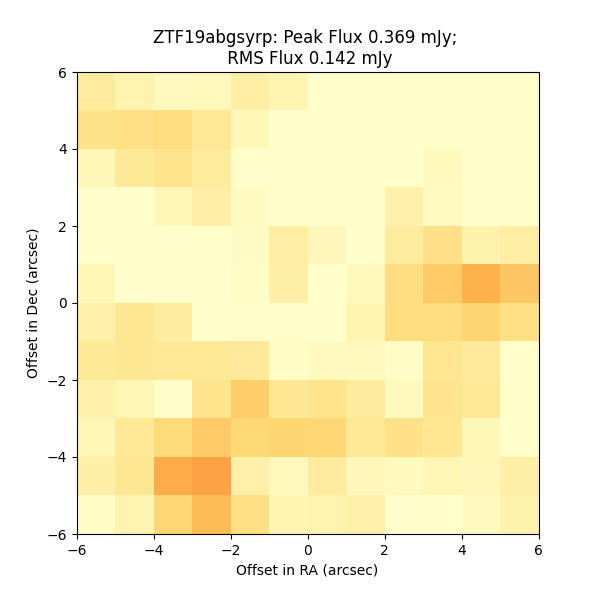 ZTF19abgsyrp: Peak Flux 0.369 mJy;
RMS Flux 0.142 mJy
6
4
2
0
−2
−4
−6
Offset in Dec (arcsec)
−6 −4 −2 0 2 4 6
Offset in RA (arcsec)